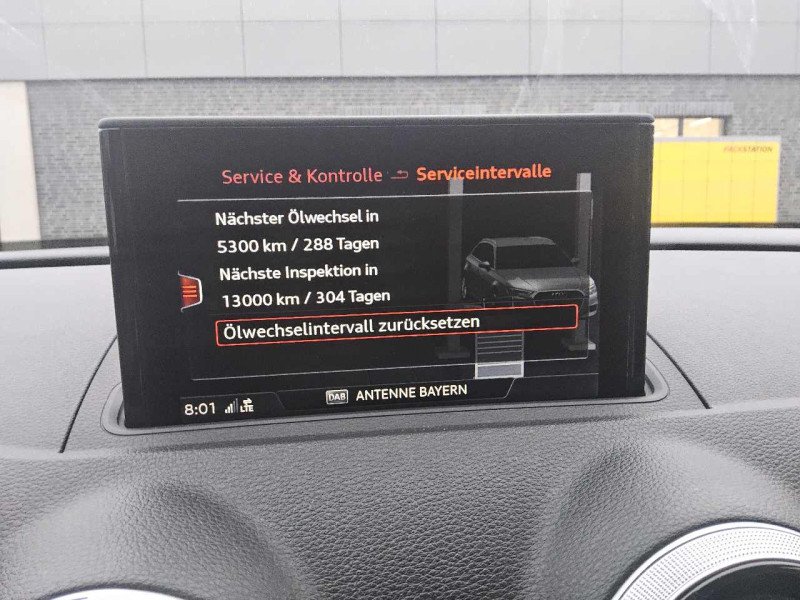 PACKSTATION
Service & Kontrolle Serviceintervalle
Nächster Ölwechsel in
5300 km / 288 Tagen
Nächste Inspektion in
13000 km / 304 Tagen
Ölwechselintervall zurücksetzen
8:01 LTE DAB ANTENNE BAYERN